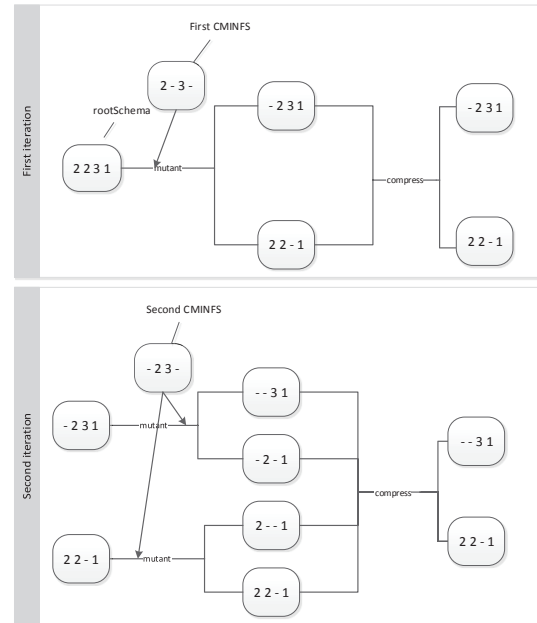 First iteration
First CMINFS
2 - 3 -
rootSchema
2 2 3 1
mutant
- 2 3 1
2 2 - 1
compress
- 2 3 1
2 2 - 1
Second iteration
Second CMINFS
- 2 3 -
- 2 3 1
mutant
2 2 - 1
mutant
- - 3 1
- 2 - 1
2 - - 1
2 2 - 1
compress
- - 3 1
2 2 - 1